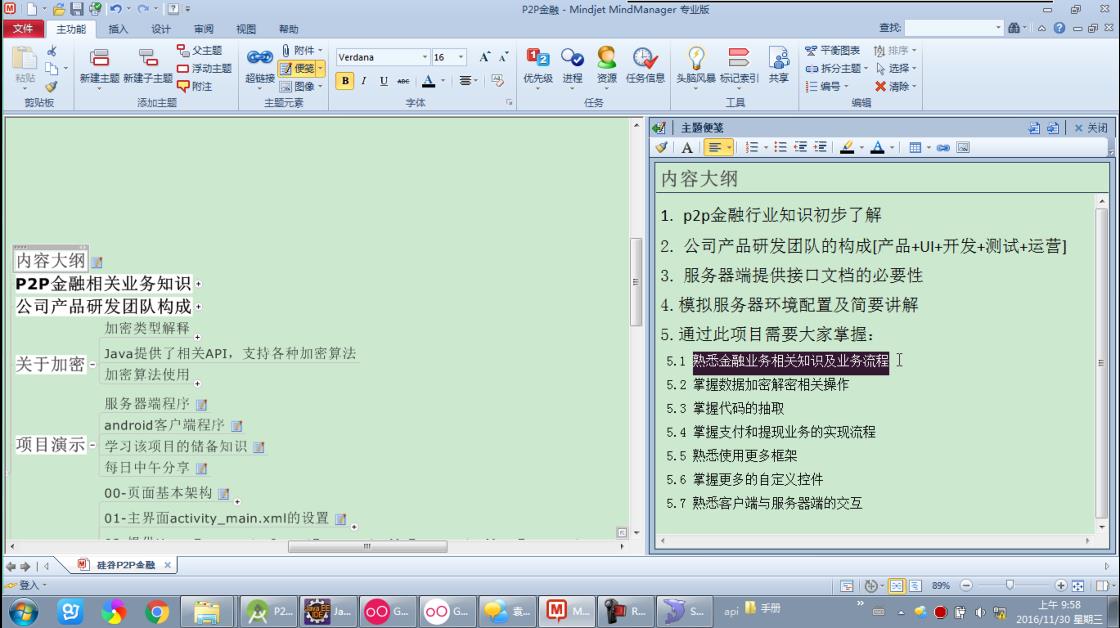 P2P金融 - Mindjet MindManager 专业版
文件 主功能 插入 设计 审阅 视图 帮助 查找:
粘贴
剪贴板
新建主题 新建子主题
父主题
浮动主题
附注
添加主题
超链接
附件
便笺
图像
主题元素
Verdana 16
B I U ABC A
字体
优先级 进程 资源 任务信息
任务
头脑风暴 标记索引 共享
工具
平衡图表 排序
拆分主题 选择
编号 清除
编辑
主题便笺 关闭
内容大纲
P2P金融相关业务知识
公司产品研发团队构成
关于加密
加密类型解释
Java提供了相关API，支持各种加密算法
加密算法使用
项目演示
服务器端程序
android客户端程序
学习该项目的储备知识
每日中午分享
00-页面基本架构
01-主界面activity_main.xml的设置
内容大纲
1. p2p金融行业知识初步了解
2. 公司产品研发团队的构成[产品+UI+开发+测试+运营]
3. 服务器端提供接口文档的必要性
4. 模拟服务器环境配置及简要讲解
5. 通过此项目需要大家掌握：
5.1 熟悉金融业务相关知识及业务流程
5.2 掌握数据加密解密相关操作
5.3 掌握代码的抽取
5.4 掌握支付和提现业务的实现流程
5.5 熟悉使用更多框架
5.6 掌握更多的自定义控件
5.7 熟悉客户端与服务器端的交互
硅谷P2P金融
登入 89%
P2... Ja... G... G... 袁... M... R... S... api 手册
上午 9:58
2016/11/30 星期三